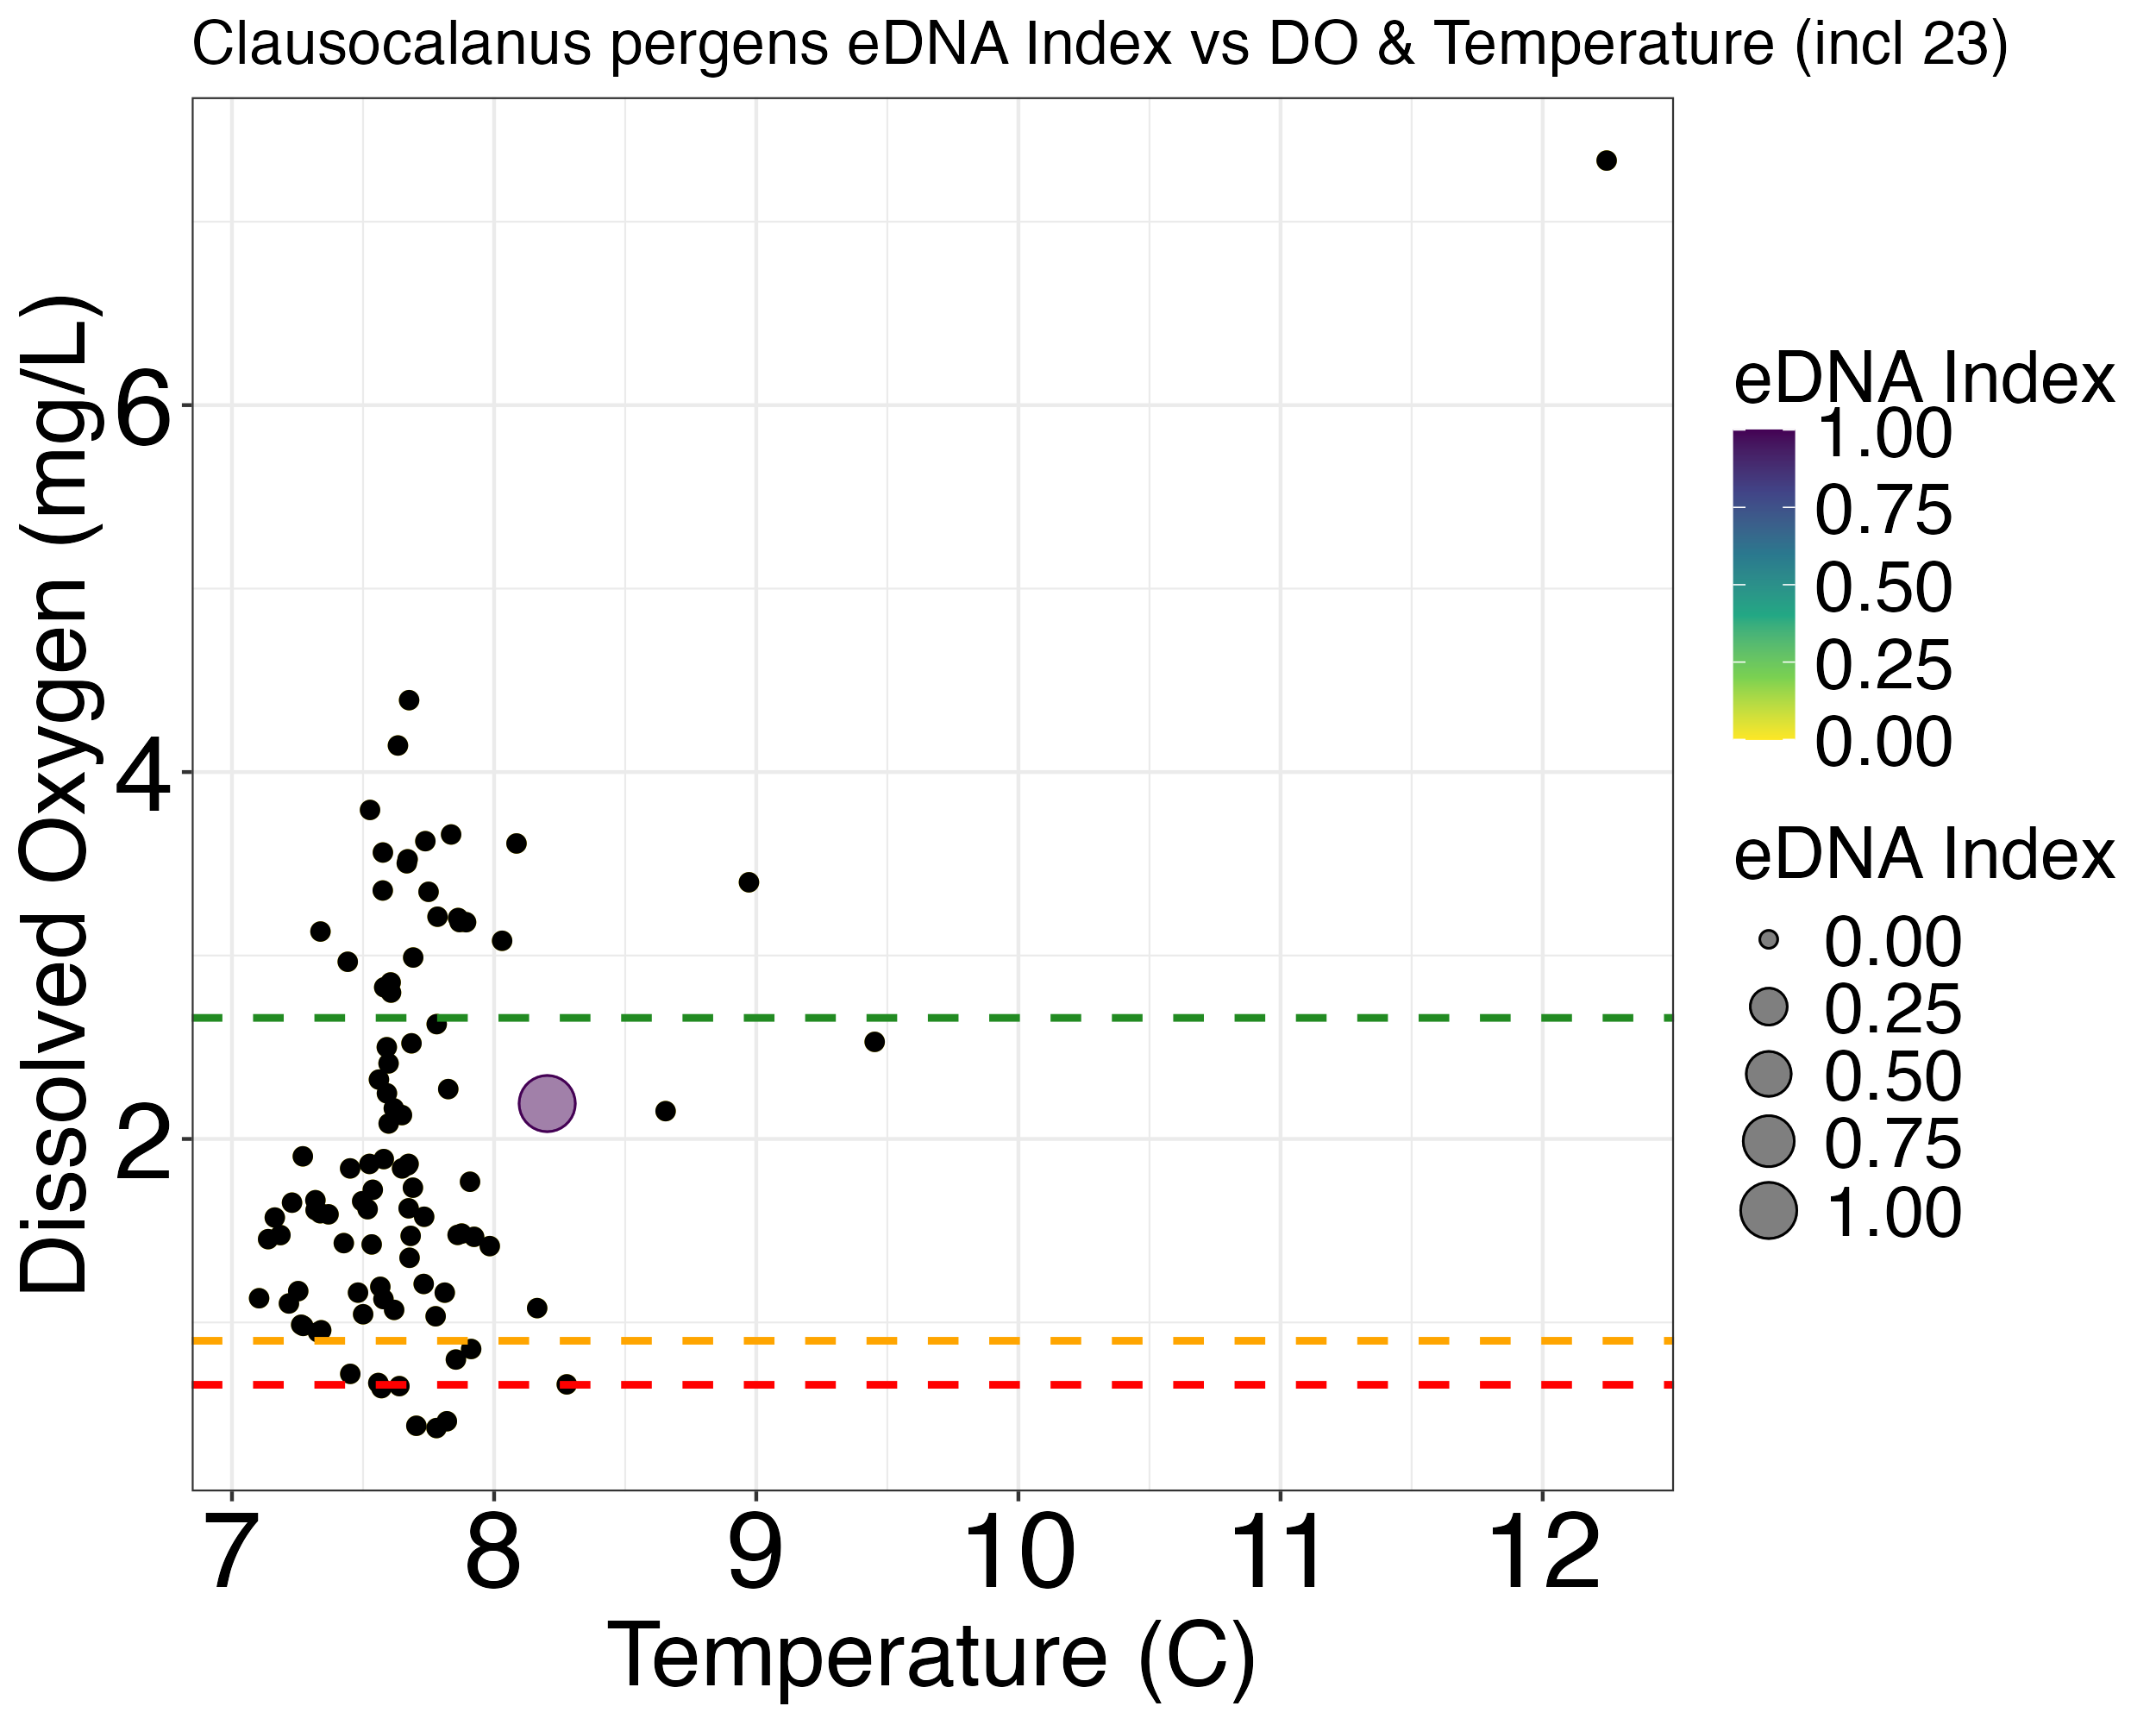 Clausocalanus pergens eDNA Index vs DO & Temperature (incl 23)
Dissolved Oxygen (mg/L)
6
4
2
7 8 9 10 11 12
Temperature (C)
eDNA Index
1.00
0.75
0.50
0.25
0.00
eDNA Index
0.00
0.25
0.50
0.75
1.00